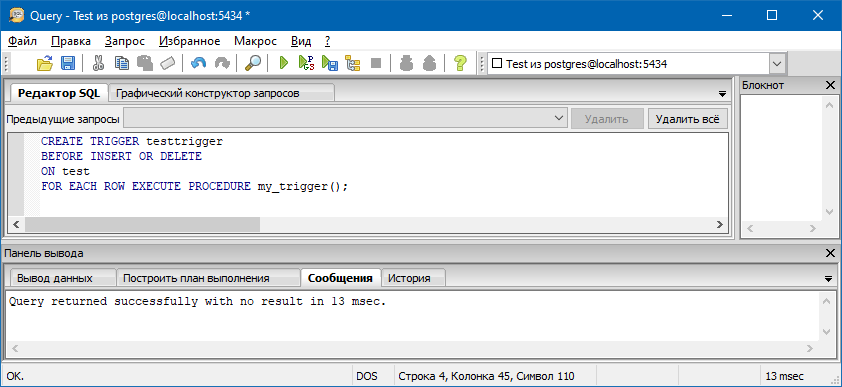 Query - Test из postgres@localhost:5434 *
Файл Правка Запрос Избранное Макрос Вид ?
Test из postgres@localhost:5434
Редактор SQL Графический конструктор запросов
Блокнот
Предыдущие запросы Удалить Удалить всё
CREATE TRIGGER testtrigger
BEFORE INSERT OR DELETE
ON test
FOR EACH ROW EXECUTE PROCEDURE my_trigger();
Панель вывода
Вывод данных Построить план выполнения Сообщения История
Query returned successfully with no result in 13 msec.
OK. DOS Строка 4, Колонка 45, Символ 110 13 msec